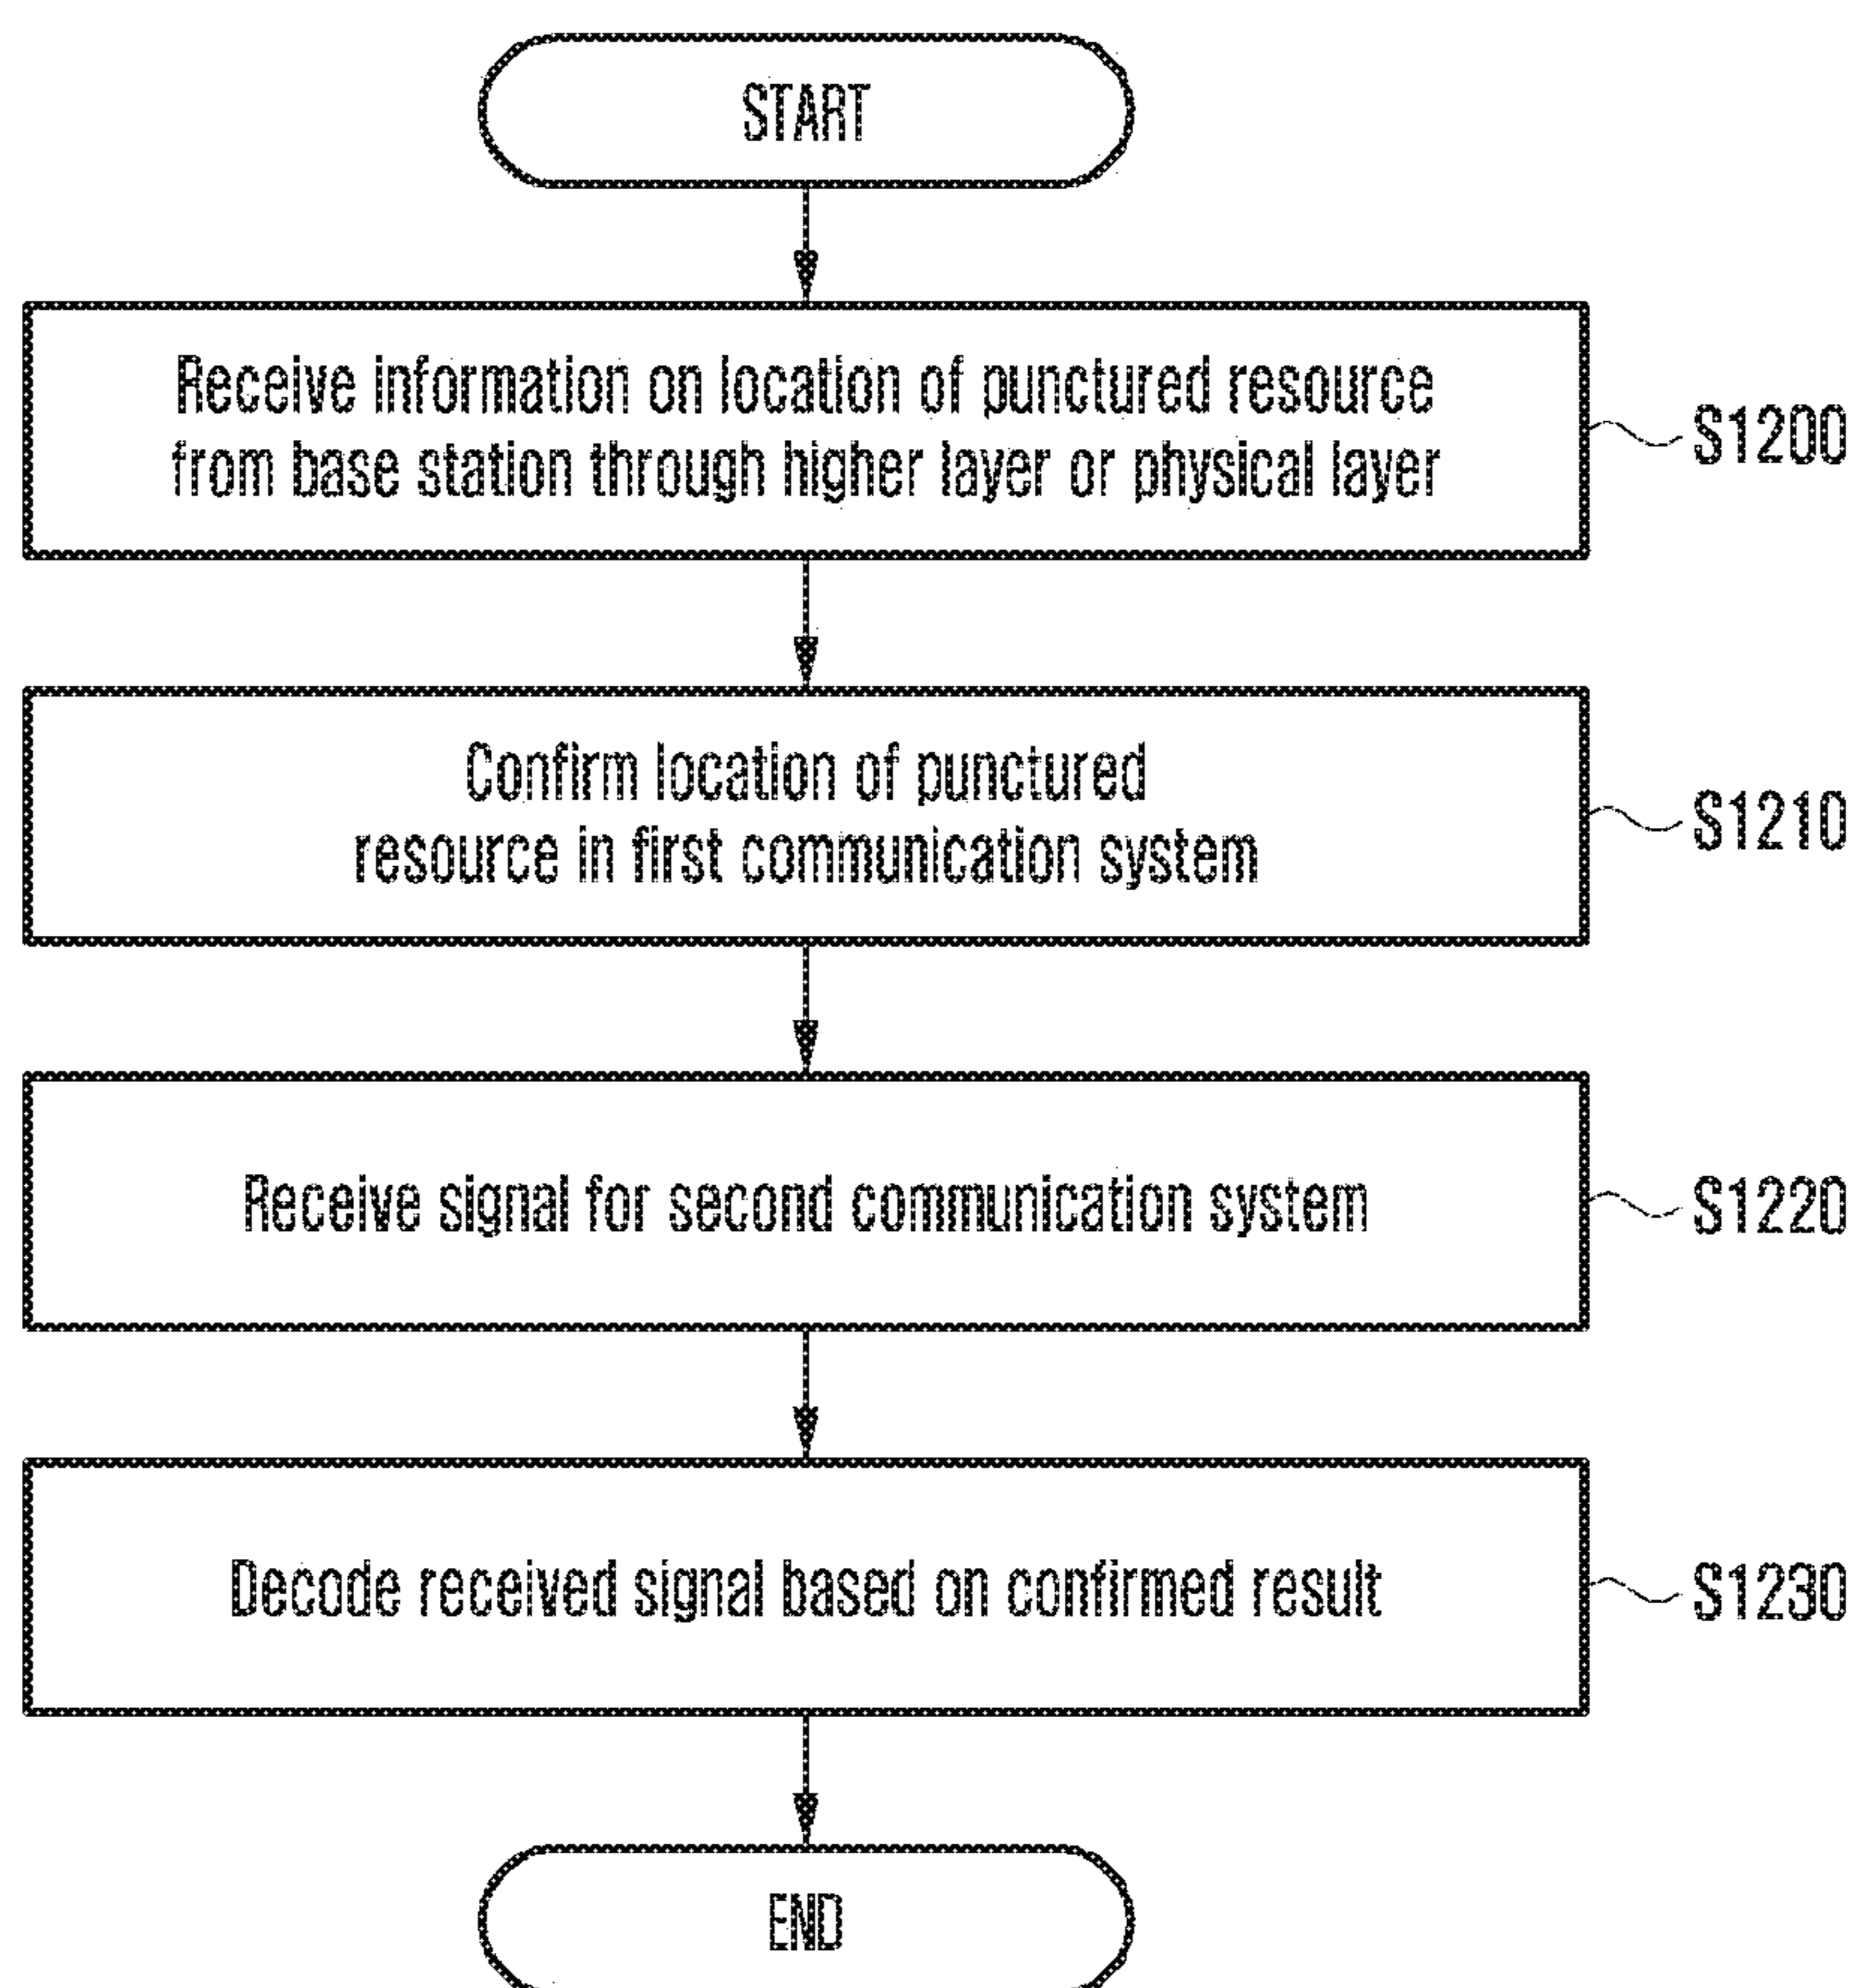 START
Receive information on location of punctured resource
from base station through higher layer or physical layer
S1200
Confirm location of punctured
resource in first communication system
S1210
Receive signal for second communication system
S1220
Decode received signal based on confirmed result
S1230
END